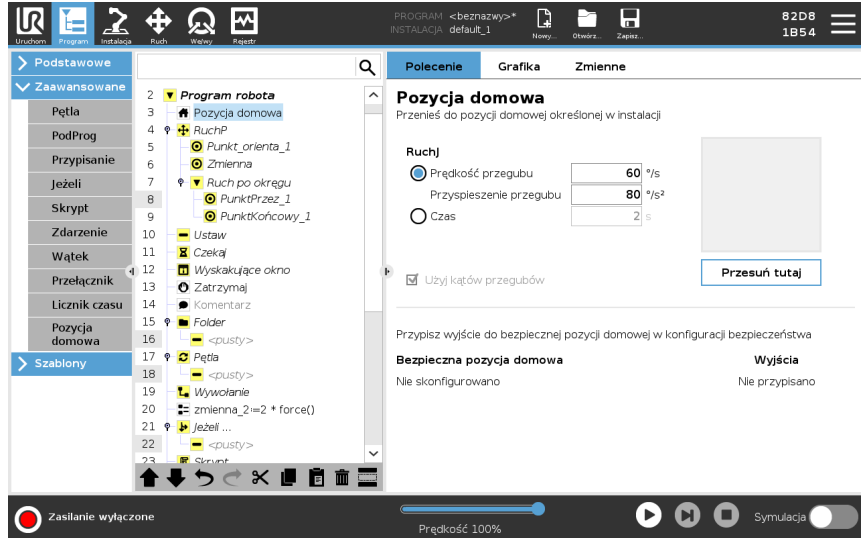 UR
PROGRAM <beznazwy>*
INSTALACJA default_1
82D8
1B54
Uruchom
Program
Instalacja
Ruch
We/wy
Rejestr
Nowy...
Otwórz...
Zapisz...
Podstawowe
Zaawansowane
Pętla
PodProg
Przypisanie
Jeżeli
Skrypt
Zdarzenie
Wątek
Przełącznik
Licznik czasu
Pozycja
domowa
Szablony
2 Program robota
3 Pozycja domowa
4 RuchP
5 Punkt_orienta_1
6 Zmienna
7 Ruch po okręgu
8 PunktPrzez_1
9 PunktKońcowy_1
10 Ustaw
11 Czekaj
12 Wyskakujące okno
13 Zatrzymaj
14 Komentarz
15 Folder
16 <pusty>
17 Pętla
18 <pusty>
19 Wywołanie
20 zmienna_2≔2 * force()
21 Jeżeli ...
22 <pusty>
23 Skrypt
Polecenie
Grafika
Zmienne
Pozycja domowa
Przenieś do pozycji domowej określonej w instalacji
RuchJ
Prędkość przegubu 60 °/s
Przyspieszenie przegubu 80 °/s²
Czas 2 s
Użyj kątów przegubów
Przesuń tutaj
Przypisz wyjście do bezpiecznej pozycji domowej w konfiguracji bezpieczeństwa
Bezpieczna pozycja domowa Wyjścia
Nie skonfigurowano Nie przypisano
Zasilanie wyłączone
Prędkość 100%
Symulacja